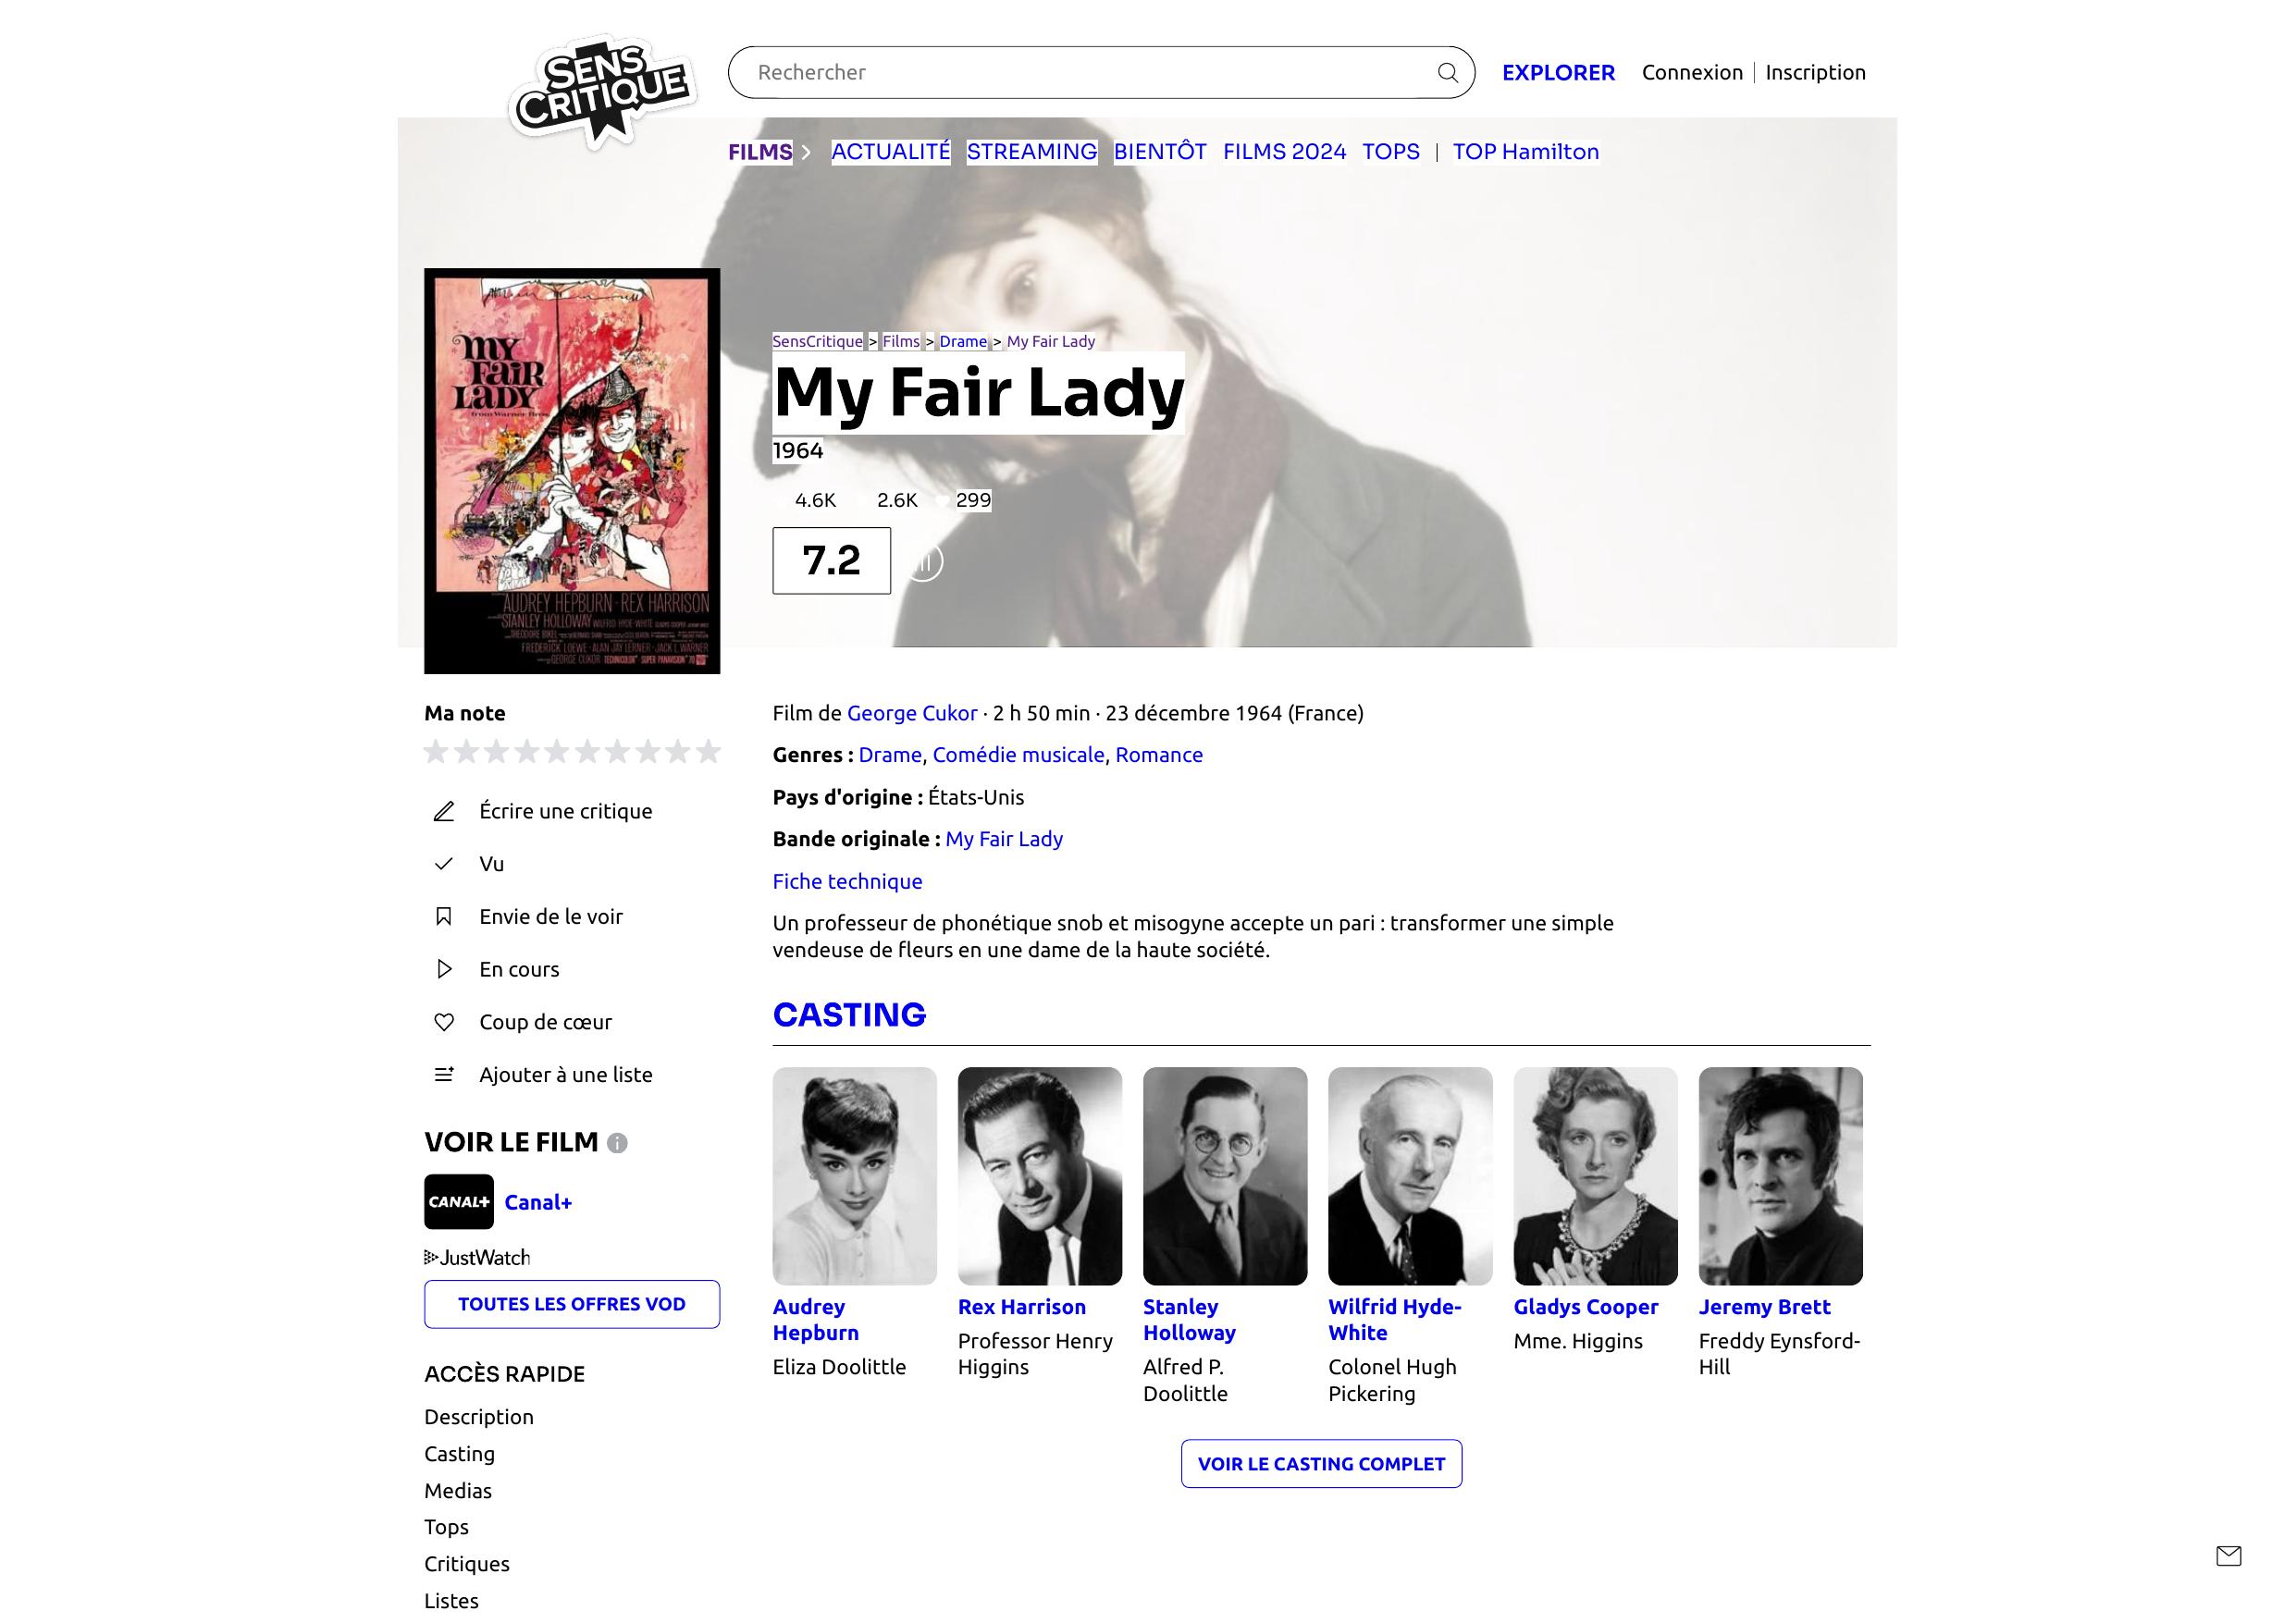 SENS
CRITIQUE
Rechercher
EXPLORER Connexion | Inscription
FILMS ACTUALITÉ STREAMING BIENTÔT FILMS 2024 TOPS | TOP Hamilton
my
FaiR
LaDY
from Warner Bros.
AUDREY HEPBURN · REX HARRISON
STANLEY HOLLOWAY WILFRID HYDE-WHITE GLADYS COOPER JEREMY BRETT
THEODORE BIKEL
FREDERICK LOEWE · ALAN JAY LERNER · JACK L. WARNER
GEORGE CUKOR TECHNICOLOR® SUPER PANAVISION® 70
SensCritique > Films > Drame > My Fair Lady
My Fair Lady
1964
4.6K 2.6K 299
7.2
Ma note
Écrire une critique
Vu
Envie de le voir
En cours
Coup de cœur
Ajouter à une liste
VOIR LE FILM
CANAL+ Canal+
JustWatch
TOUTES LES OFFRES VOD
ACCÈS RAPIDE
Description
Casting
Medias
Tops
Critiques
Listes
Film de George Cukor · 2 h 50 min · 23 décembre 1964 (France)
Genres : Drame, Comédie musicale, Romance
Pays d'origine : États-Unis
Bande originale : My Fair Lady
Fiche technique
Un professeur de phonétique snob et misogyne accepte un pari : transformer une simple
vendeuse de fleurs en une dame de la haute société.
CASTING
Audrey
Hepburn
Eliza Doolittle
Rex Harrison
Professor Henry
Higgins
Stanley
Holloway
Alfred P.
Doolittle
Wilfrid Hyde-
White
Colonel Hugh
Pickering
Gladys Cooper
Mme. Higgins
Jeremy Brett
Freddy Eynsford-
Hill
VOIR LE CASTING COMPLET